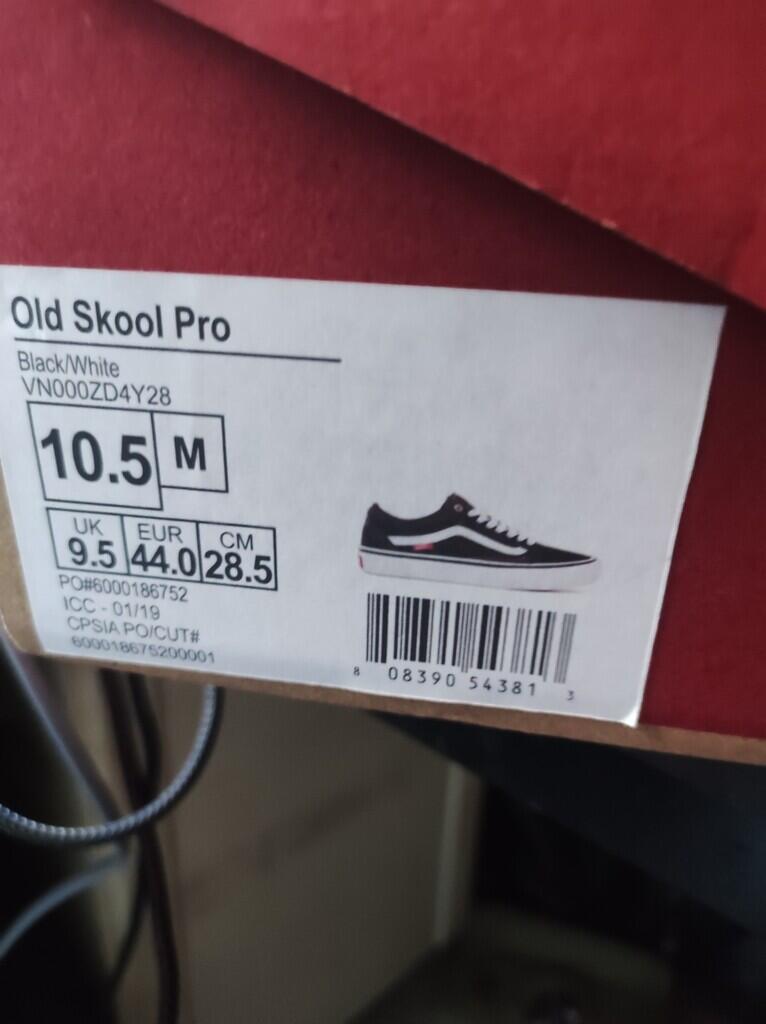 Old Skool Pro
Black/White
VN000ZD4Y28
10.5 M
UK EUR CM
9.5 44.0 28.5
PO#6000186752
ICC - 01/19
CPSIA PO/CUT#
600018675200001
8 08390 54381 3